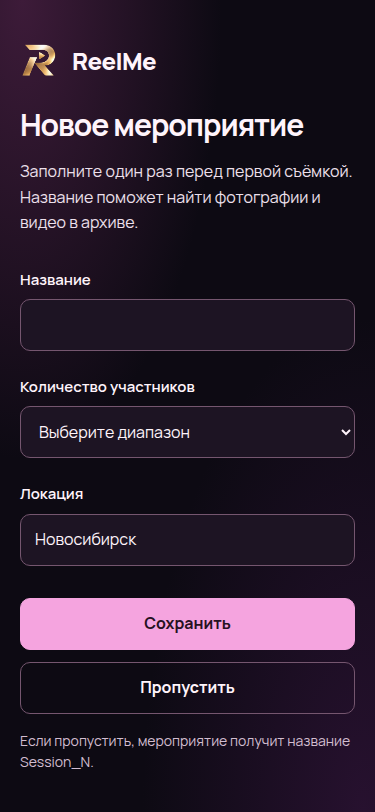 ReelMe
Новое мероприятие
Заполните один раз перед первой съёмкой.
Название поможет найти фотографии и
видео в архиве.
Название
Количество участников
Выберите диапазон
Локация
Новосибирск
Сохранить
Пропустить
Если пропустить, мероприятие получит название
Session_N.